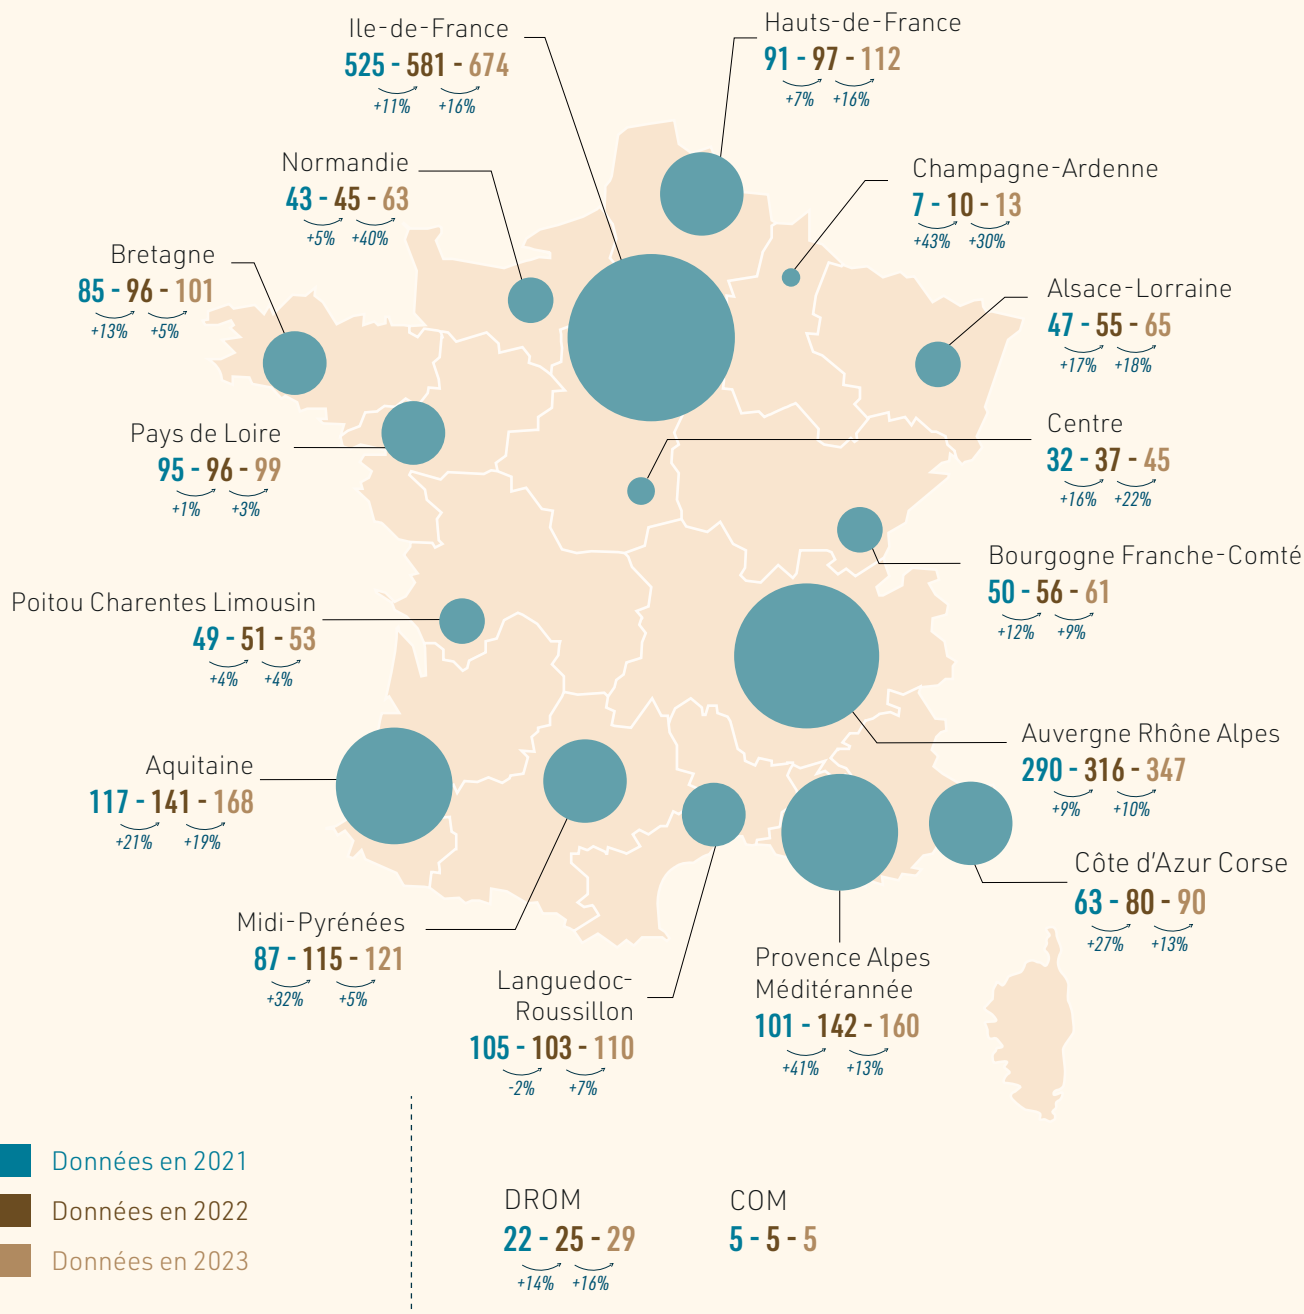 Ile-de-France
525 - 581 - 674
+11% +16%
Hauts-de-France
91 - 97 - 112
+7% +16%
Normandie
43 - 45 - 63
+5% +40%
Champagne-Ardenne
7 - 10 - 13
+43% +30%
Bretagne
85 - 96 - 101
+13% +5%
Alsace-Lorraine
47 - 55 - 65
+17% +18%
Pays de Loire
95 - 96 - 99
+1% +3%
Centre
32 - 37 - 45
+16% +22%
Bourgogne Franche-Comté
50 - 56 - 61
+12% +9%
Poitou Charentes Limousin
49 - 51 - 53
+4% +4%
Auvergne Rhône Alpes
290 - 316 - 347
+9% +10%
Aquitaine
117 - 141 - 168
+21% +19%
Côte d'Azur Corse
63 - 80 - 90
+27% +13%
Midi-Pyrénées
87 - 115 - 121
+32% +5%
Languedoc-
Roussillon
105 - 103 - 110
-2% +7%
Provence Alpes
Méditérannée
101 - 142 - 160
+41% +13%
Données en 2021
Données en 2022
Données en 2023
DROM
22 - 25 - 29
+14% +16%
COM
5 - 5 - 5